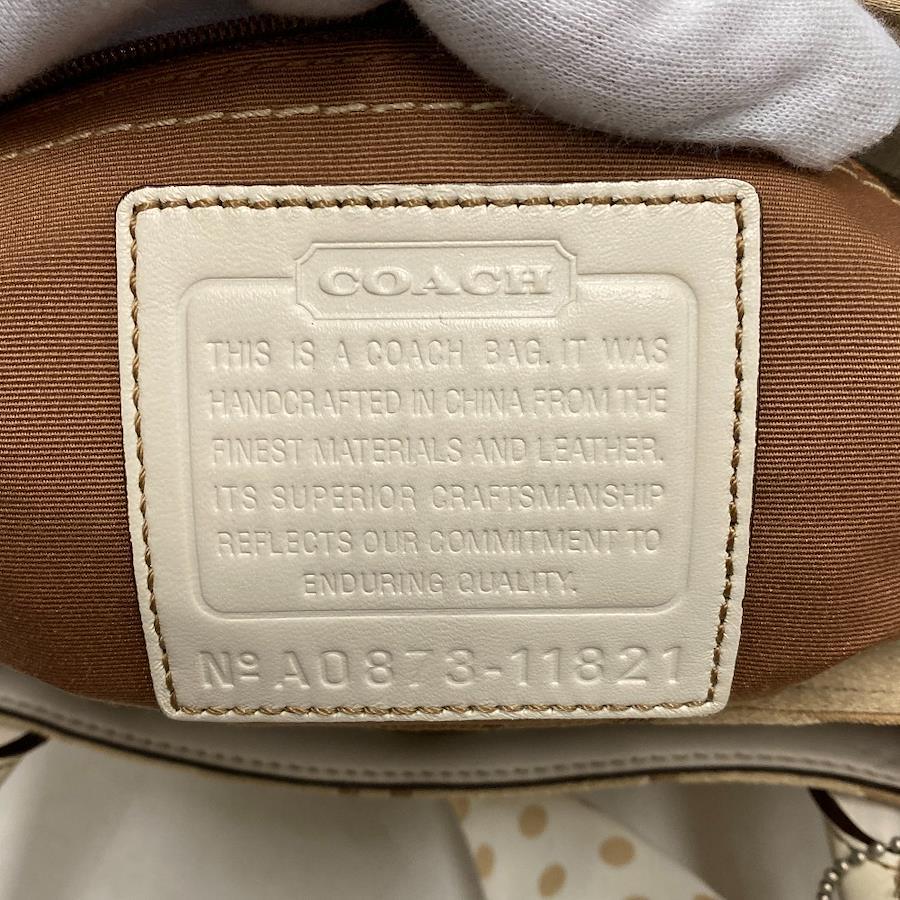 COACH
THIS IS A COACH BAG. IT WAS
HANDCRAFTED IN CHINA FROM THE
FINEST MATERIALS AND LEATHER.
ITS SUPERIOR CRAFTSMANSHIP
REFLECTS OUR COMMITMENT TO
ENDURING QUALITY.
Nº A0873-11821